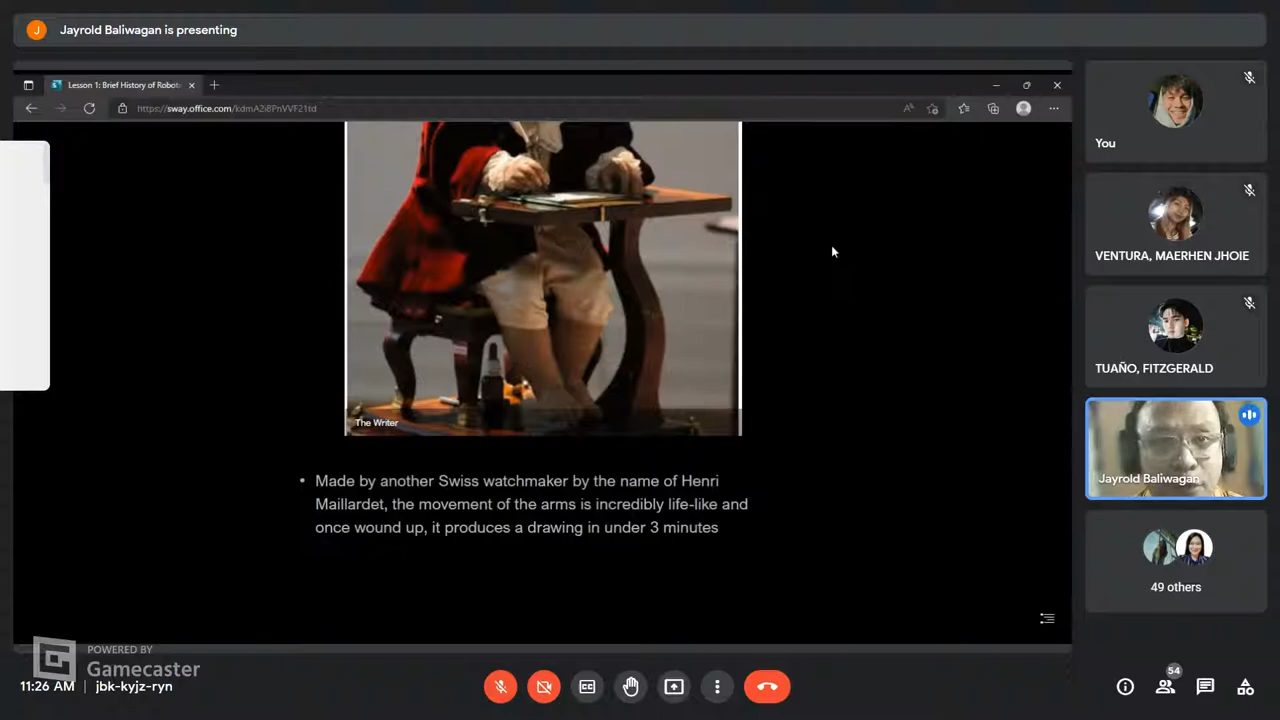 J
Jayrold Baliwagan is presenting
Lesson 1: Brief History of Robot
https://sway.office.com/kdmA2i8PnVVF21td
You
VENTURA, MAERHEN JHOIE
TUAÑO, FITZGERALD
The Writer
Jayrold Baliwagan
• Made by another Swiss watchmaker by the name of Henri
Maillardet, the movement of the arms is incredibly life-like and
once wound up, it produces a drawing in under 3 minutes
49 others
POWERED BY
Gamecaster
11:26 AM | jbk-kyjz-ryn
CC
54